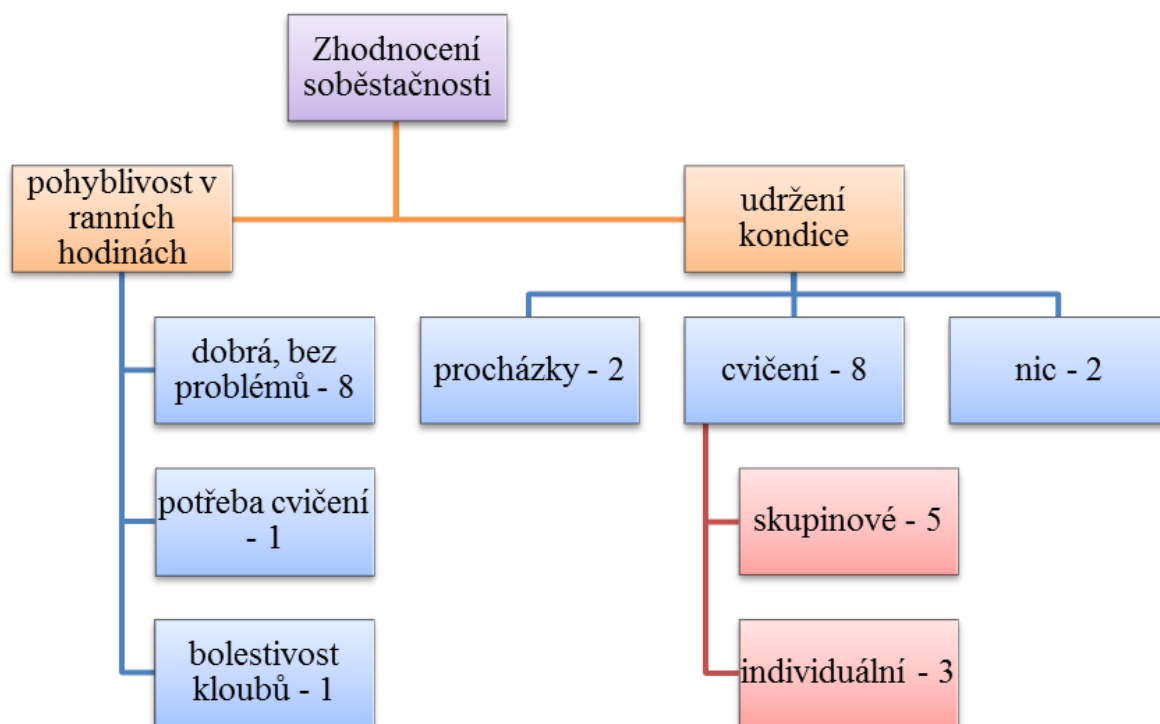 Zhodnocení
soběstačnosti
pohyblivost v
ranních
hodinách
udržení
kondice
dobrá, bez
problémů - 8
potřeba cvičení
- 1
bolestivost
kloubů - 1
procházky - 2
cvičení - 8
nic - 2
skupinové - 5
individuální - 3